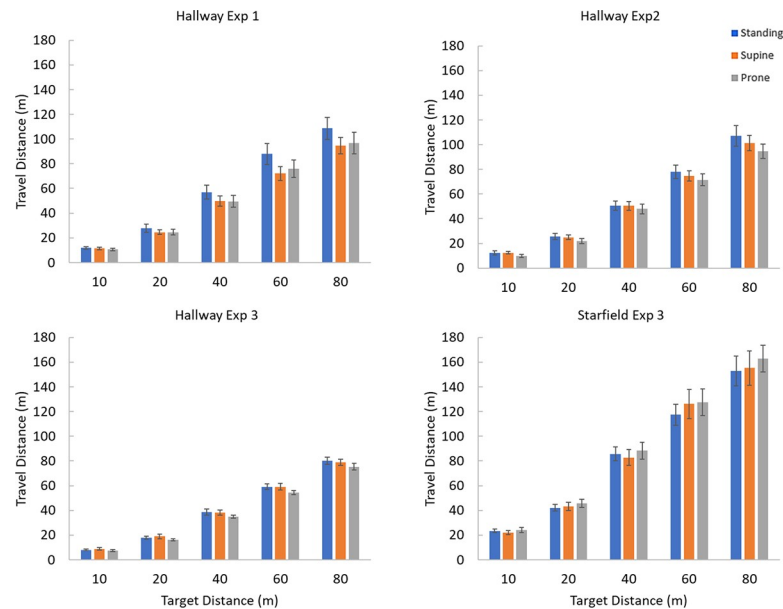 Hallway Exp 1
180
160
140
120
100
80
60
40
20
0
Travel Distance (m)
10 20 40 60 80
Hallway Exp2
180
160
140
120
100
80
60
40
20
0
Travel DIstance (m)
10 20 40 60 80
Standing
Supine
Prone
Hallway Exp 3
180
160
140
120
100
80
60
40
20
0
Travel Distance (m)
10 20 40 60 80
Target Distance (m)
Starfield Exp 3
180
160
140
120
100
80
60
40
20
0
Travel Distance (m)
10 20 40 60 80
Target Distance (m)